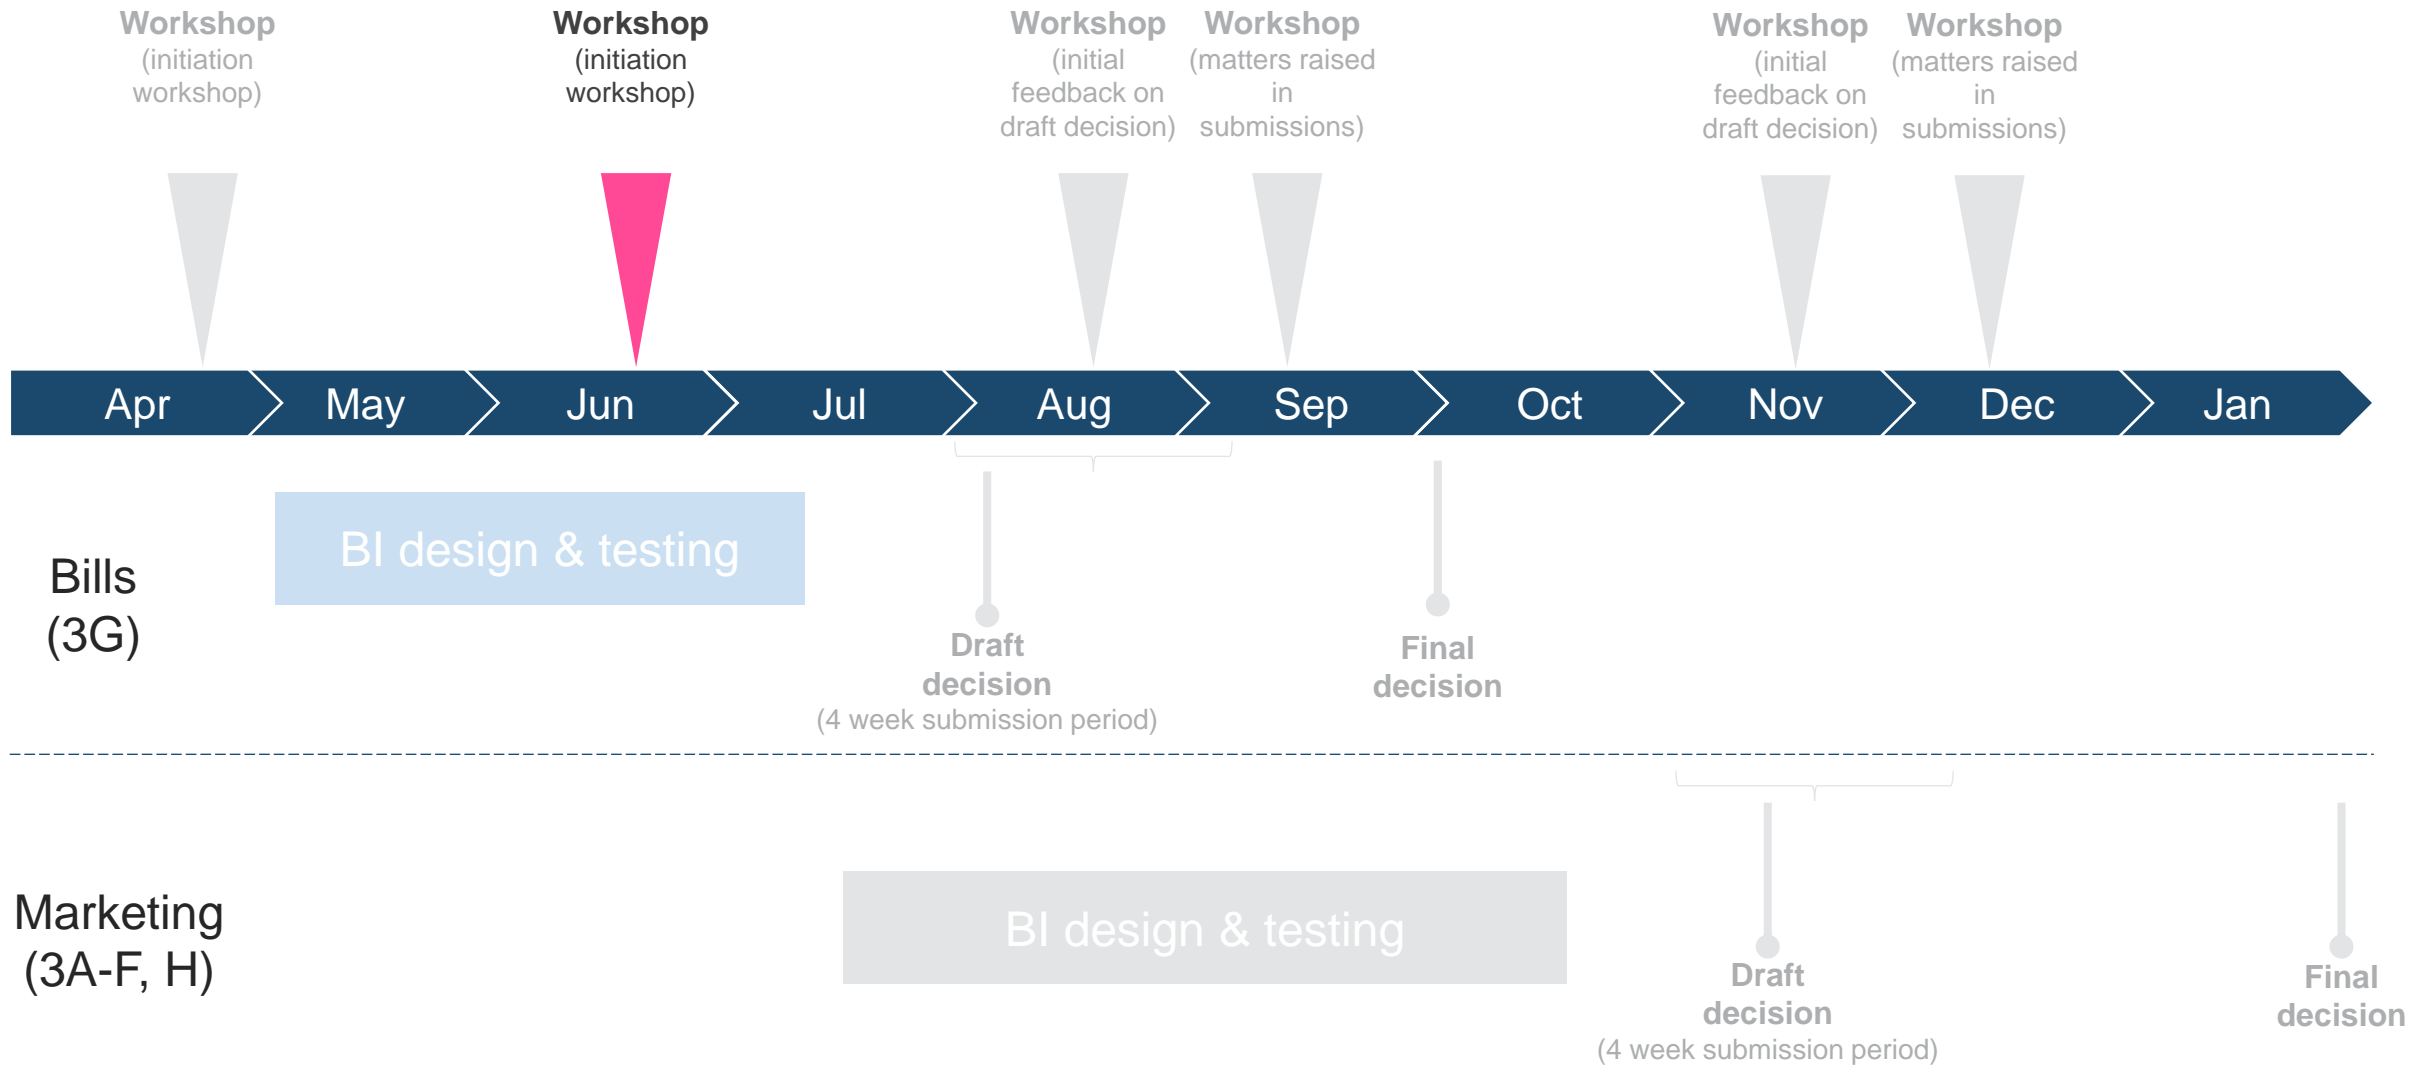 Workshop
(initiation
workshop)
Workshop
(initiation
workshop)
Workshop
(initial
feedback on
draft decision)
Workshop
(matters raised
in
submissions)
Workshop
(initial
feedback on
draft decision)
Workshop
(matters raised
in
submissions)
Apr
May
Jun
Jul
Aug
Sep
Oct
Nov
Dec
Jan
Bills
(3G)
BI design & testing
Draft
decision
(4 week submission period)
Final
decision
Marketing
(3A-F, H)
BI design & testing
Draft
decision
(4 week submission period)
Final
decision